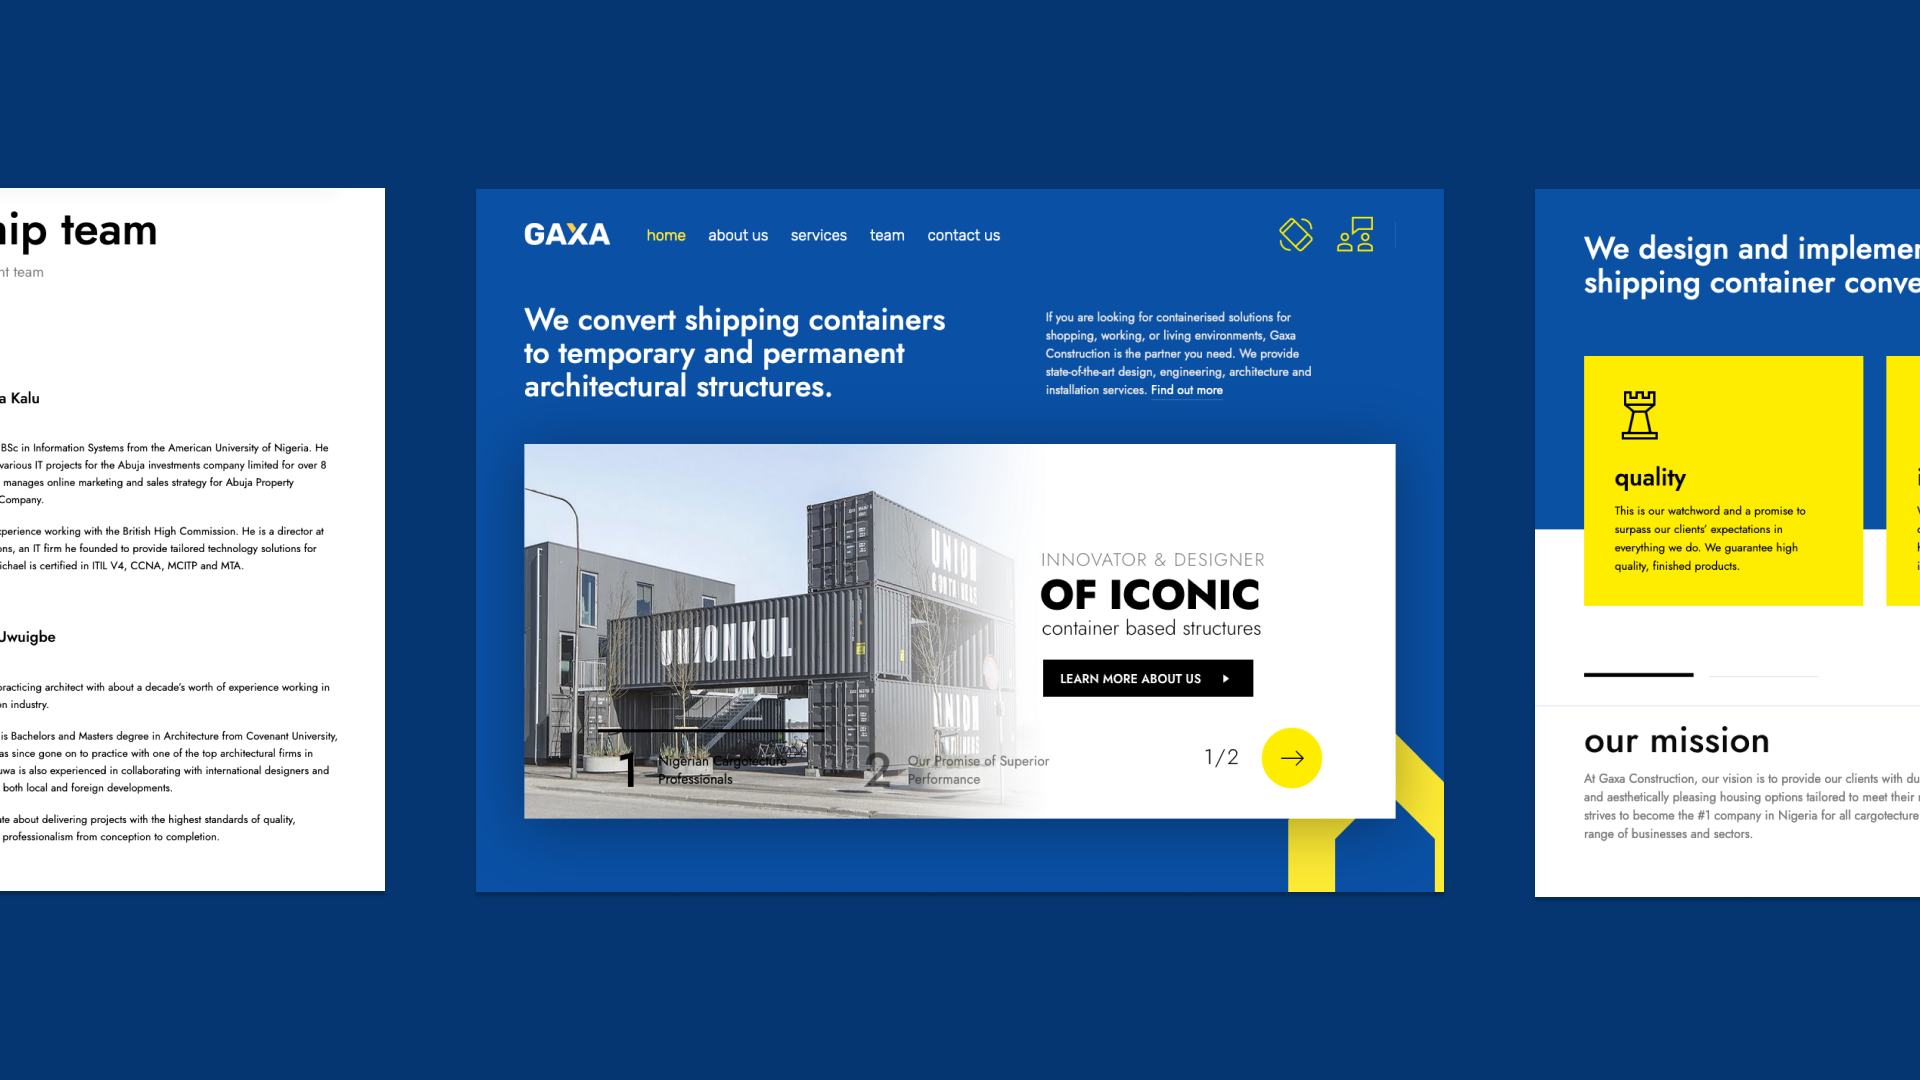 ip team
nt team
a Kalu
BSc in Information Systems from the American University of Nigeria. He
various IT projects for the Abuja investments company limited for over 8
manages online marketing and sales strategy for Abuja Property
Company.
xperience working with the British High Commission. He is a director at
ons, an IT firm he founded to provide tailored technology solutions for
ichael is certified in ITIL V4, CCNA, MCITP and MTA.
Uwuigbe
practicing architect with about a decade's worth of experience working in
on industry.
is Bachelors and Masters degree in Architecture from Covenant University,
as since gone on to practice with one of the top architectural firms in
uwa is also experienced in collaborating with international designers and
both local and foreign developments.
ate about delivering projects with the highest standards of quality,
professionalism from conception to completion.
GAXA
home about us services team contact us
We convert shipping containers
to temporary and permanent
architectural structures.
If you are looking for containerised solutions for
shopping, working, or living environments, Gaxa
Construction is the partner you need. We provide
state-of-the-art design, engineering, architecture and
installation services. Find out more
UNION
CONTAINERS
UNIONKUL
UNION
INNOVATOR & DESIGNER
OF ICONIC
container based structures
LEARN MORE ABOUT US
1 Nigerian Cargotecture
Professionals
2 Our Promise of Superior
Performance
1/2
We design and implemen
shipping container conve
quality
This is our watchword and a promise to
surpass our clients' expectations in
everything we do. We guarantee high
quality, finished products.
our mission
At Gaxa Construction, our vision is to provide our clients with du
and aesthetically pleasing housing options tailored to meet their
strives to become the #1 company in Nigeria for all cargotecture
range of businesses and sectors.